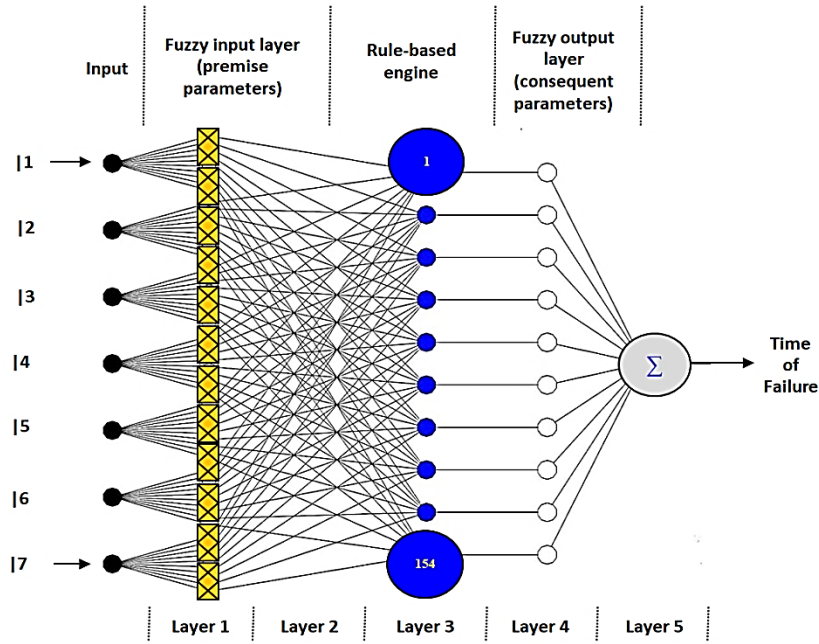 Input
Fuzzy input layer
(premise
parameters)
Rule-based
engine
Fuzzy output
layer
(consequent
parameters)
|1
|2
|3
|4
|5
|6
|7
1
154
Σ
Time
of
Failure
Layer 1
Layer 2
Layer 3
Layer 4
Layer 5